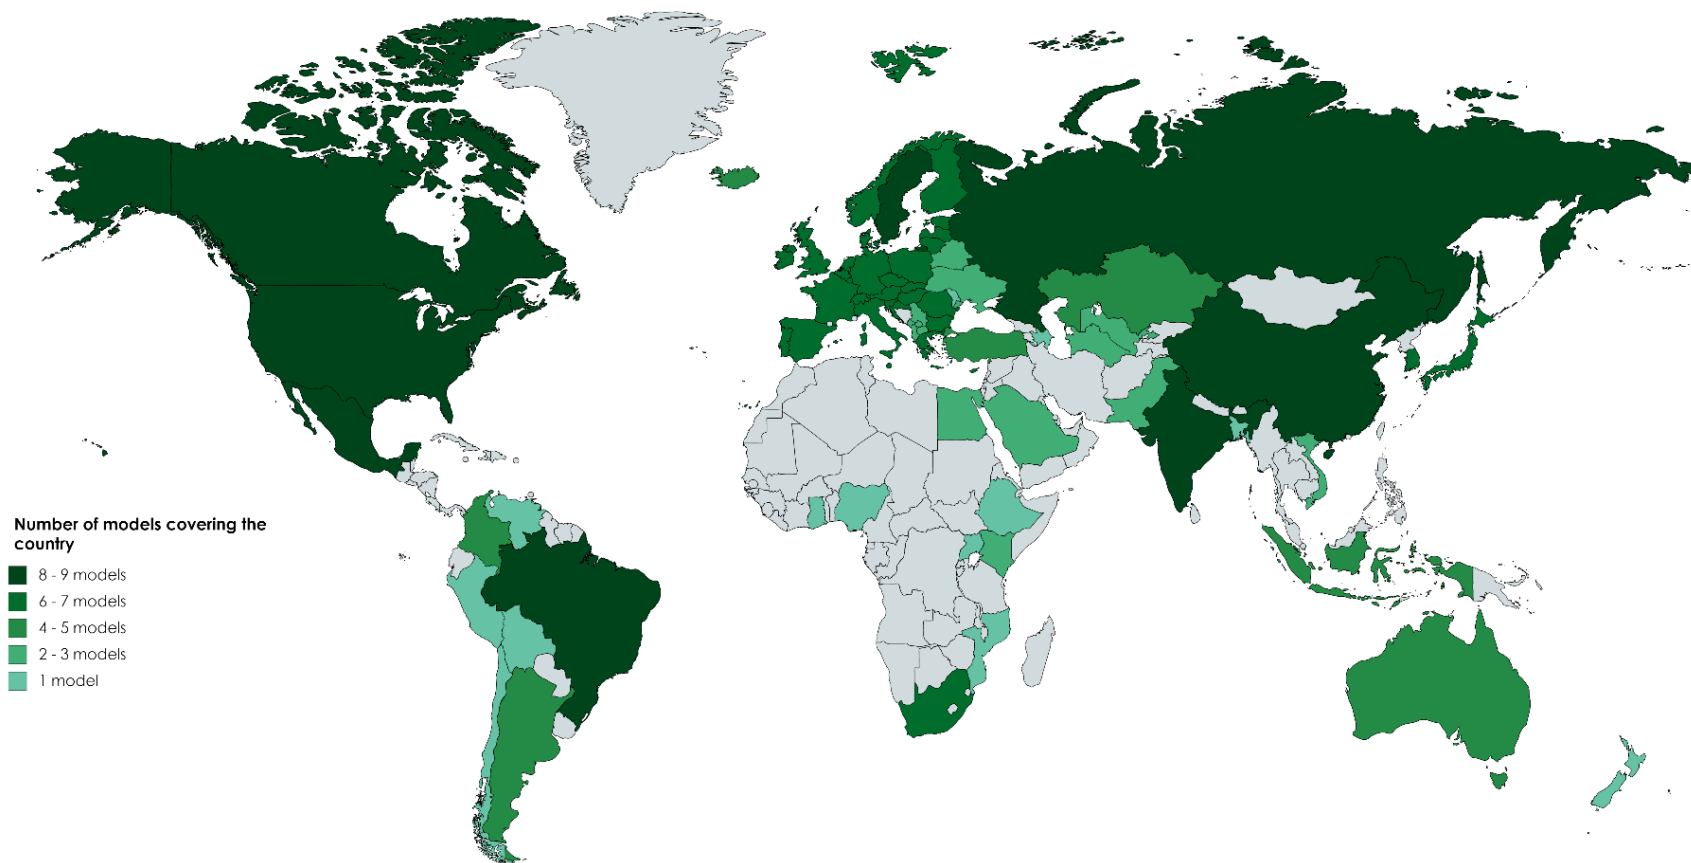 Number of models covering the
country
8 - 9 models
6 - 7 models
4 - 5 models
2 - 3 models
1 model